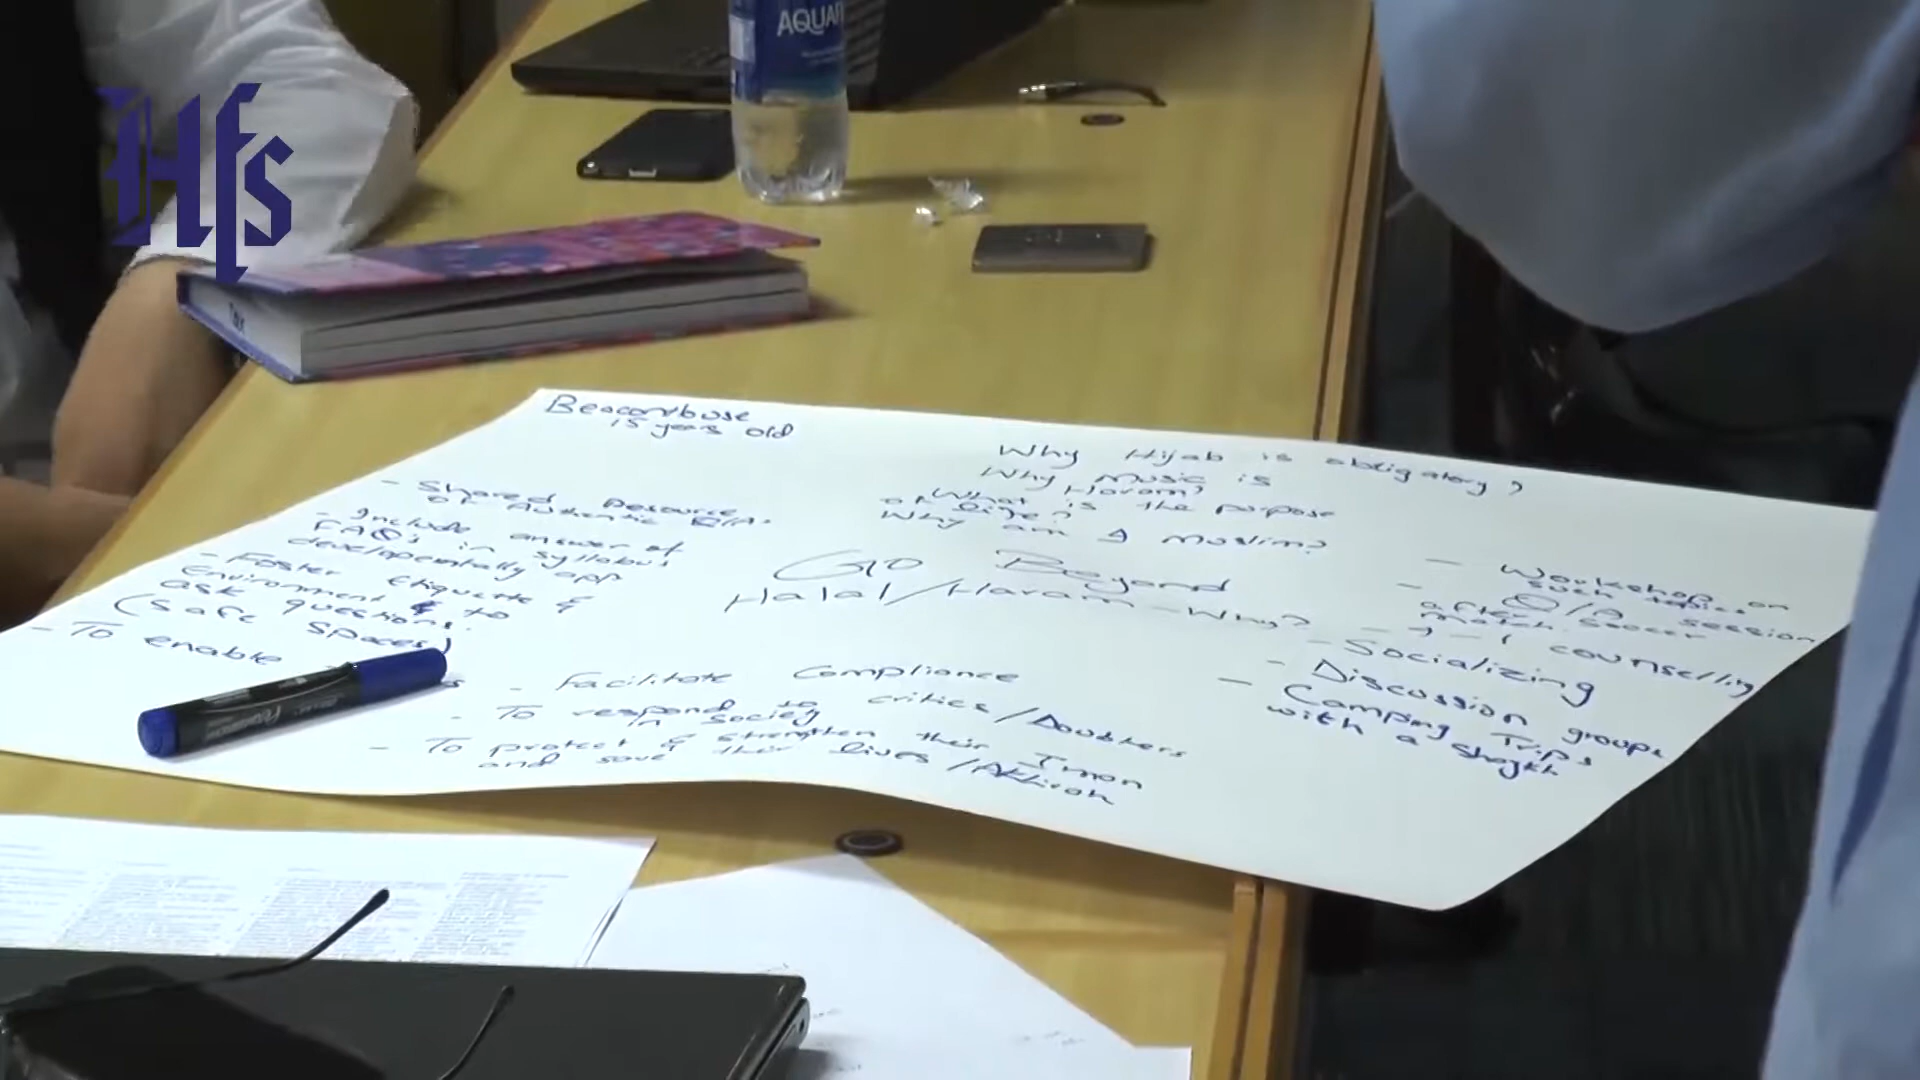 Hfs
AQUAFI
Beaconhouse
15 years old
Why Hijab is obligatory?
Why Music is
Haram?
What is the purpose
of life?
Why am I Muslim?
Go Beyond
Halal/Haram - Why?
- Shared Resource
of Authentic
- Include answer of
FAQ's in syllabus
developmentally app
- Foster Etiquette &
Environment to
ask questions.
(safe spaces)
- To enable
- Facilitate Compliance
- To respond to critics/Doubters
in society
- To protect & strengthen their Iman
and save their lives/Akhirah
- Workshop on
such topics
- Q/A session
after soccer
match
- 1-1 counselling
- Socializing
- Discussion groups
- Camping Trips
with a Shaykh